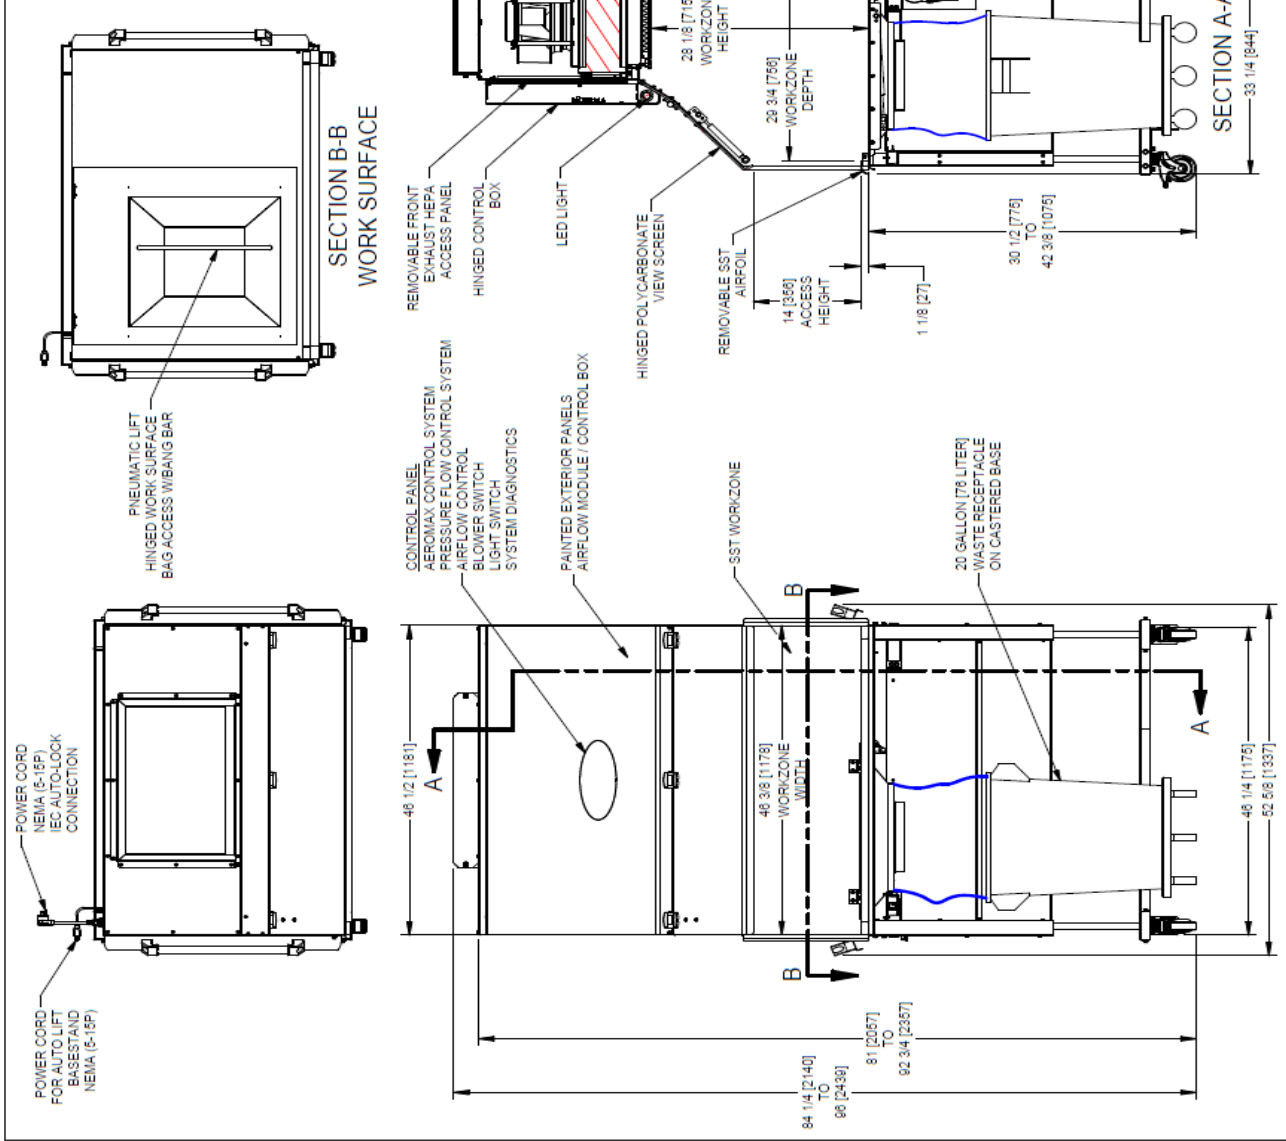 POWER CORD
FOR AUTO LIFT
BASESTAND
NEMA (5-15P)
POWER CORD
NEMA (5-15P)
IEC AUTO-LOCK
CONNECTION
PNEUMATIC LIFT
HINGED WORK SURFACE
BAG ACCESS W/BANG BAR
SECTION B-B
WORK SURFACE
84 1/4 [2140]
TO
96 [2439]
81 [2057]
TO
92 3/4 [2357]
46 1/2 [1181]
A
CONTROL PANEL
AEROMAX CONTROL SYSTEM
PRESSURE FLOW CONTROL SYSTEM
AIRFLOW CONTROL
BLOWER SWITCH
LIGHT SWITCH
SYSTEM DIAGNOSTICS
PAINTED EXTERIOR PANELS
AIRFLOW MODULE / CONTROL BOX
SST WORKZONE
B
B
46 3/8 [1178]
WORKZONE
WIDTH
20 GALLON [76 LITER]
WASTE RECEPTACLE
ON CASTERED BASE
A
46 1/4 [1175]
52 5/8 [1337]
REMOVABLE FRONT
EXHAUST HEPA
ACCESS PANEL
HINGED CONTROL
BOX
LED LIGHT
HINGED POLYCARBONATE
VIEW SCREEN
REMOVABLE SST
AIRFOIL
14 [356]
ACCESS
HEIGHT
1 1/8 [27]
30 1/2 [775]
TO
42 3/8 [1075]
28 1/8 [715
WORKZON
HEIGHT
29 3/4 [756]
WORKZONE
DEPTH
33 1/4 [844]
SECTION A-A